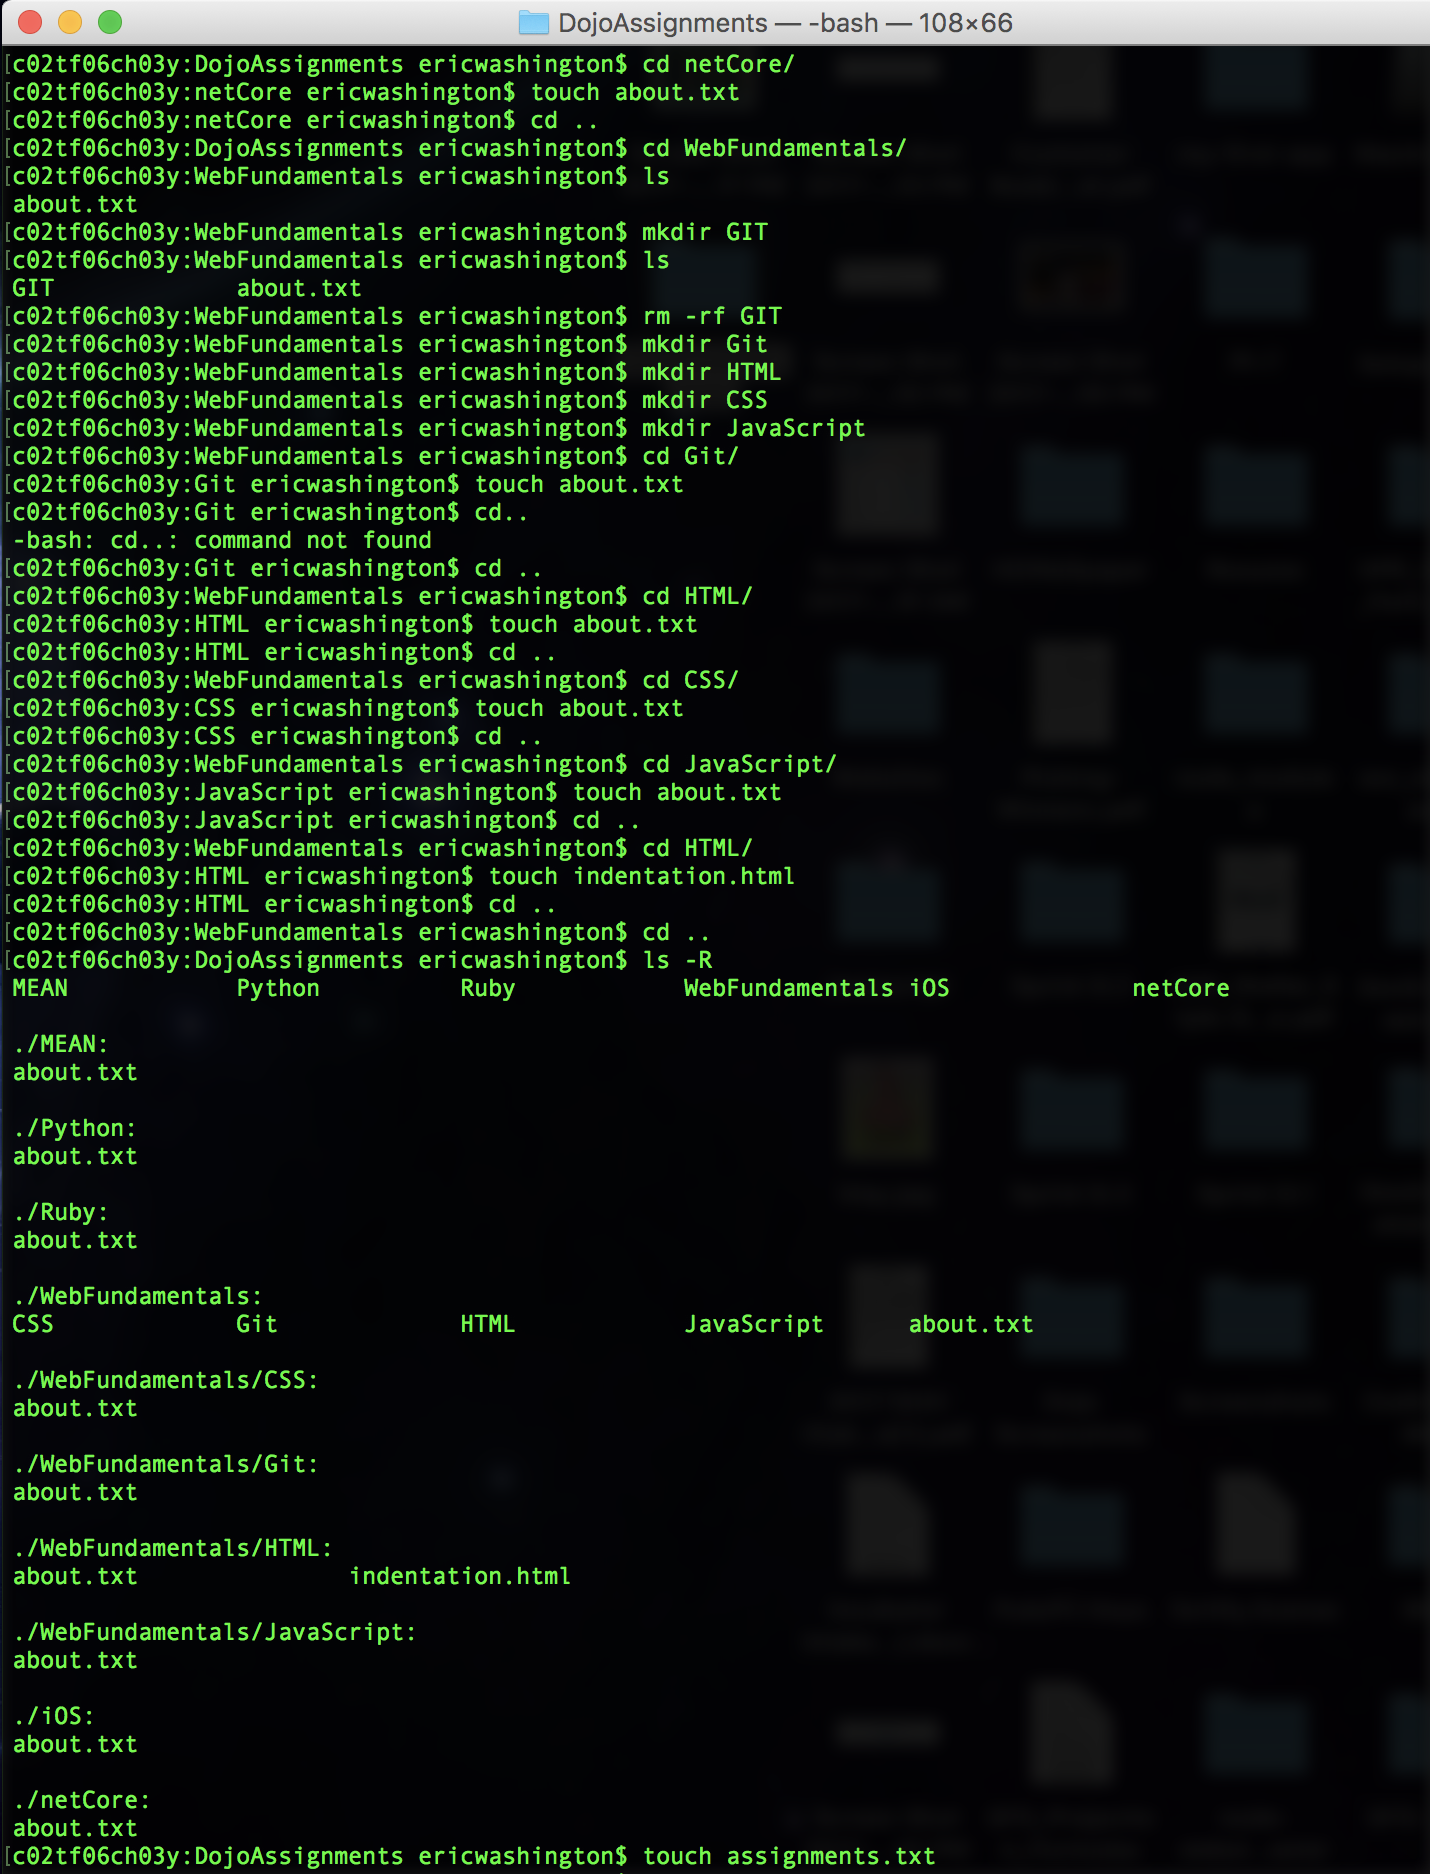 DojoAssignments — -bash — 108×66
[c02tf06ch03y:DojoAssignments ericwashington$ cd netCore/
[c02tf06ch03y:netCore ericwashington$ touch about.txt
[c02tf06ch03y:netCore ericwashington$ cd ..
[c02tf06ch03y:DojoAssignments ericwashington$ cd WebFundamentals/
[c02tf06ch03y:WebFundamentals ericwashington$ ls
about.txt
[c02tf06ch03y:WebFundamentals ericwashington$ mkdir GIT
[c02tf06ch03y:WebFundamentals ericwashington$ ls
GIT             about.txt
[c02tf06ch03y:WebFundamentals ericwashington$ rm -rf GIT
[c02tf06ch03y:WebFundamentals ericwashington$ mkdir Git
[c02tf06ch03y:WebFundamentals ericwashington$ mkdir HTML
[c02tf06ch03y:WebFundamentals ericwashington$ mkdir CSS
[c02tf06ch03y:WebFundamentals ericwashington$ mkdir JavaScript
[c02tf06ch03y:WebFundamentals ericwashington$ cd Git/
[c02tf06ch03y:Git ericwashington$ touch about.txt
[c02tf06ch03y:Git ericwashington$ cd..
-bash: cd..: command not found
[c02tf06ch03y:Git ericwashington$ cd ..
[c02tf06ch03y:WebFundamentals ericwashington$ cd HTML/
[c02tf06ch03y:HTML ericwashington$ touch about.txt
[c02tf06ch03y:HTML ericwashington$ cd ..
[c02tf06ch03y:WebFundamentals ericwashington$ cd CSS/
[c02tf06ch03y:CSS ericwashington$ touch about.txt
[c02tf06ch03y:CSS ericwashington$ cd ..
[c02tf06ch03y:WebFundamentals ericwashington$ cd JavaScript/
[c02tf06ch03y:JavaScript ericwashington$ touch about.txt
[c02tf06ch03y:JavaScript ericwashington$ cd ..
[c02tf06ch03y:WebFundamentals ericwashington$ cd HTML/
[c02tf06ch03y:HTML ericwashington$ touch indentation.html
[c02tf06ch03y:HTML ericwashington$ cd ..
[c02tf06ch03y:WebFundamentals ericwashington$ cd ..
[c02tf06ch03y:DojoAssignments ericwashington$ ls -R
MEAN            Python          Ruby            WebFundamentals iOS             netCore
./MEAN:
about.txt
./Python:
about.txt
./Ruby:
about.txt
./WebFundamentals:
CSS             Git             HTML            JavaScript      about.txt
./WebFundamentals/CSS:
about.txt
./WebFundamentals/Git:
about.txt
./WebFundamentals/HTML:
about.txt               indentation.html
./WebFundamentals/JavaScript:
about.txt
./iOS:
about.txt
./netCore:
about.txt
[c02tf06ch03y:DojoAssignments ericwashington$ touch assignments.txt